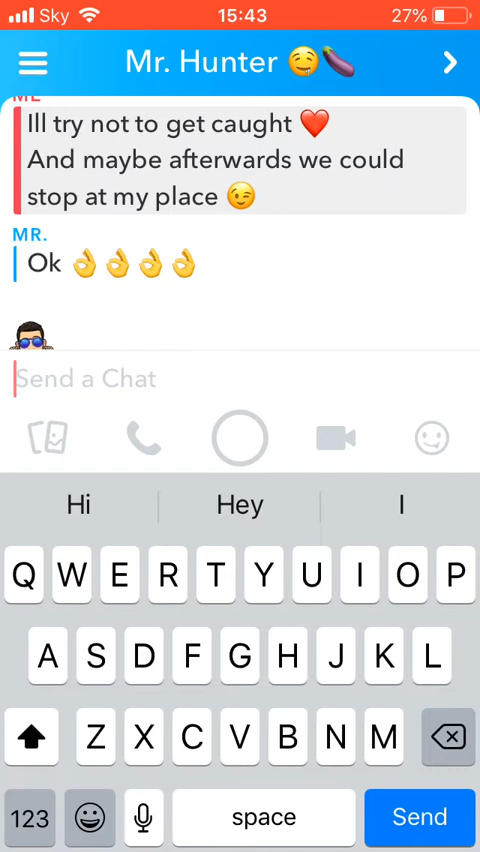 Sky 15:43 27%
Mr. Hunter 🤤🍆
ME
Ill try not to get caught ❤️
And maybe afterwards we could
stop at my place 😉
MR.
Ok 👌👌👌👌
Send a Chat
Hi Hey I
Q W E R T Y U I O P
A S D F G H J K L
Z X C V B N M
123 space Send